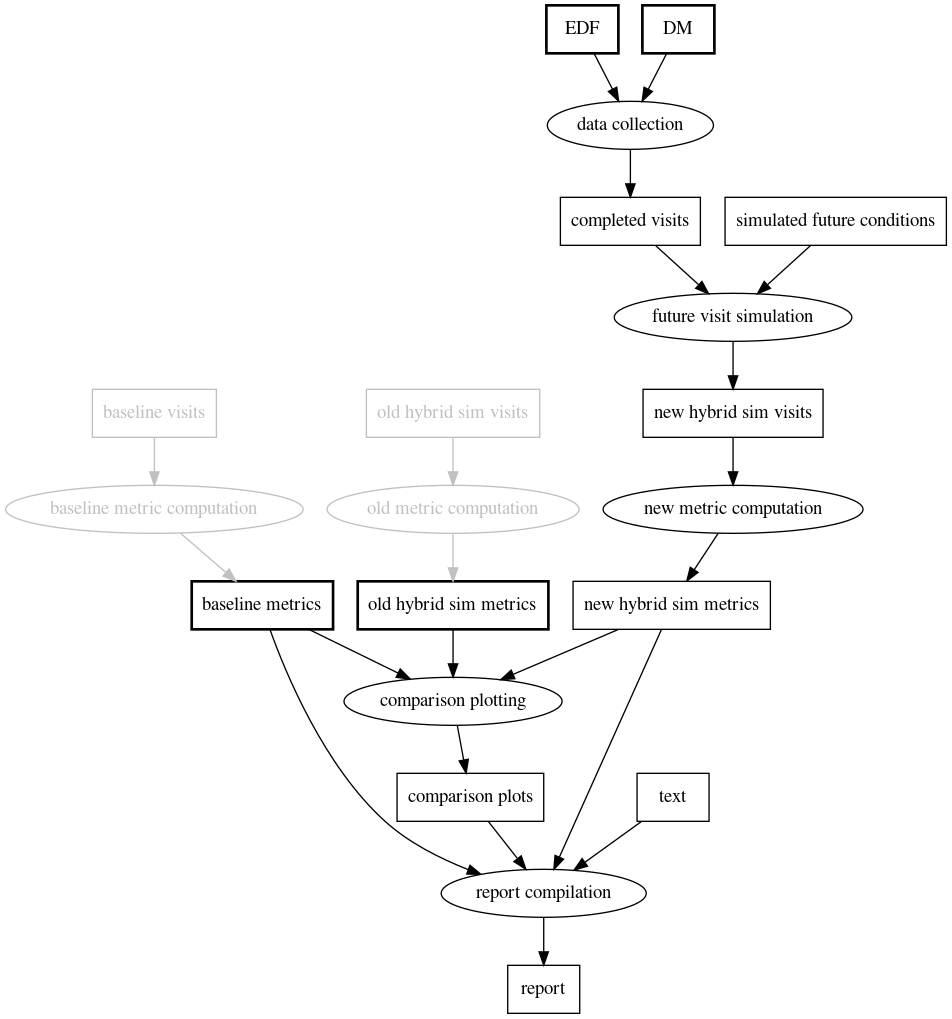 EDF
DM
data collection
completed visits
simulated future conditions
future visit simulation
baseline visits
old hybrid sim visits
new hybrid sim visits
baseline metric computation
old metric computation
new metric computation
baseline metrics
old hybrid sim metrics
new hybrid sim metrics
comparison plotting
comparison plots
text
report compilation
report